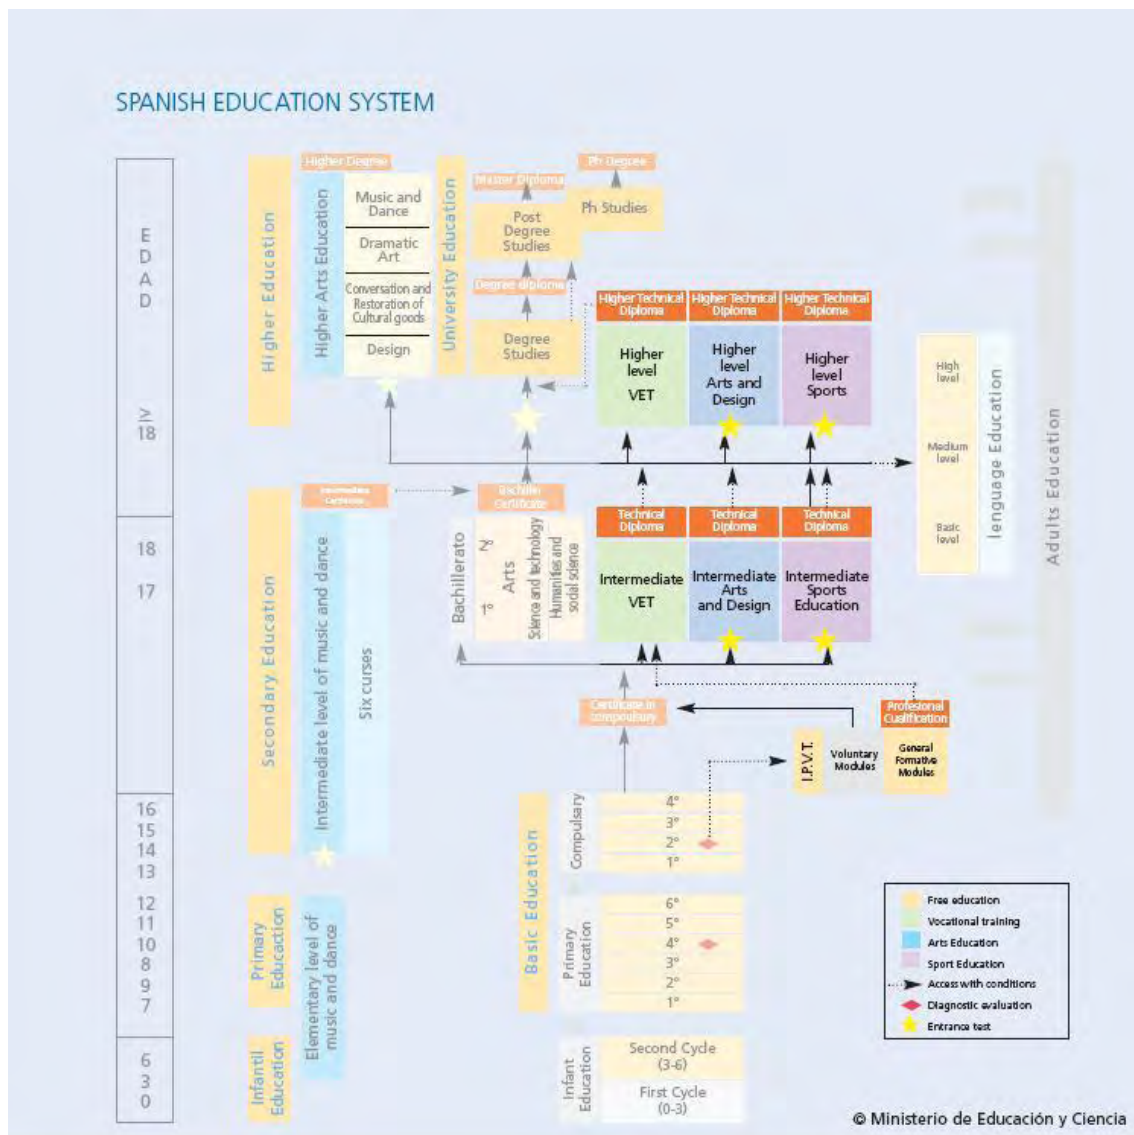 SPANISH EDUCATION SYSTEM
E
D
A
D
≥
18
18
17
16
15
14
13
12
11
10
8
9
7
6
3
0
Higher Education
Secondary Education
Primary
Educaction
Infantil
Education
Higher Degree
Higher Arts Education
Music and
Dance
Dramatic
Art
Conversation and
Restoration of
Cultural goods
Design
University Education
Master Diploma
Post
Degree
Studies
Degree diploma
Degree
Studies
Ph Degree
Ph Studies
Higher Technical
Diploma
Higher Technical
Diploma
Higher Technical
Diploma
Higher
level
VET
Higher
level
Arts and
Design
Higher
level
Sports
High
level
Medium
level
Basic
level
lenguage Education
Adults Education
Intermediate
Intermediate level of music and dance
Six curses
Bachiller
Certificate
Bachillerato
1º
2º
Arts
Science and technology
Humanities and
social science
Technical
Diploma
Technical
Diploma
Technical
Diploma
Intermediate
VET
Intermediate
Arts
and Design
Intermediate
Sports
Education
Certificate in
compoulsary
Profesional
Cualification
I.P.V.T.
Voluntary
Modules
General
Formative
Modules
Basic Education
Compulsary
4º
3º
2º
1º
Primary
Education
6º
5º
4º
3º
2º
1º
Elementary level of
music and dance
Infant
Education
Second Cycle
(3-6)
First Cycle
(0-3)
Free education
Vocational training
Arts Education
Sport Education
Access with conditions
Diagnostic evaluation
Entrance test
© Ministerio de Educación y Ciencia